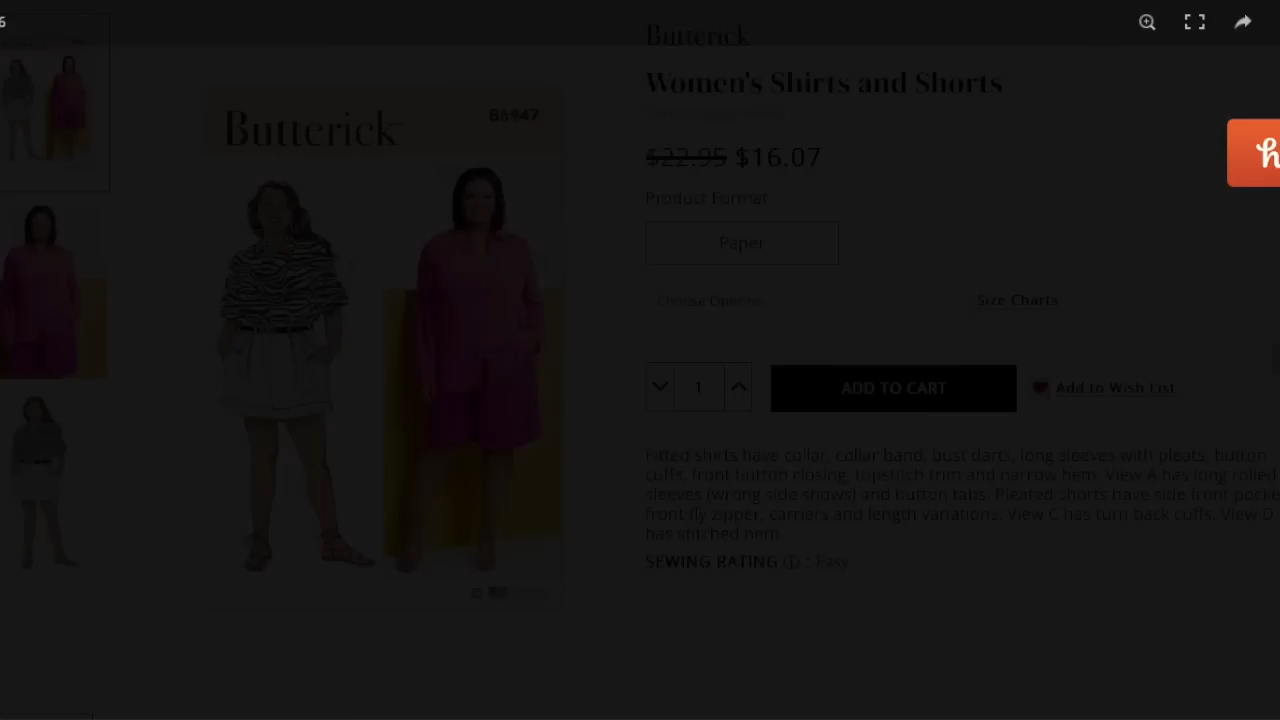 6
Butterick
Women's Shirts and Shorts
Butterick
B6947
$22.95 $16.07
Product Format
Paper
Choose Options
Size Charts
1
ADD TO CART
Add to Wish List
Fitted shirts have collar, collar band, bust darts, long sleeves with pleats, button
cuffs, front button closing, topstitch trim and narrow hem. View A has long rolled
sleeves (wrong side shows) and button tabs. Pleated shorts have side front pocke
front fly zipper, carriers and length variations. View C has turn back cuffs. View D
has stitched hem.
SEWING RATING : Easy
h